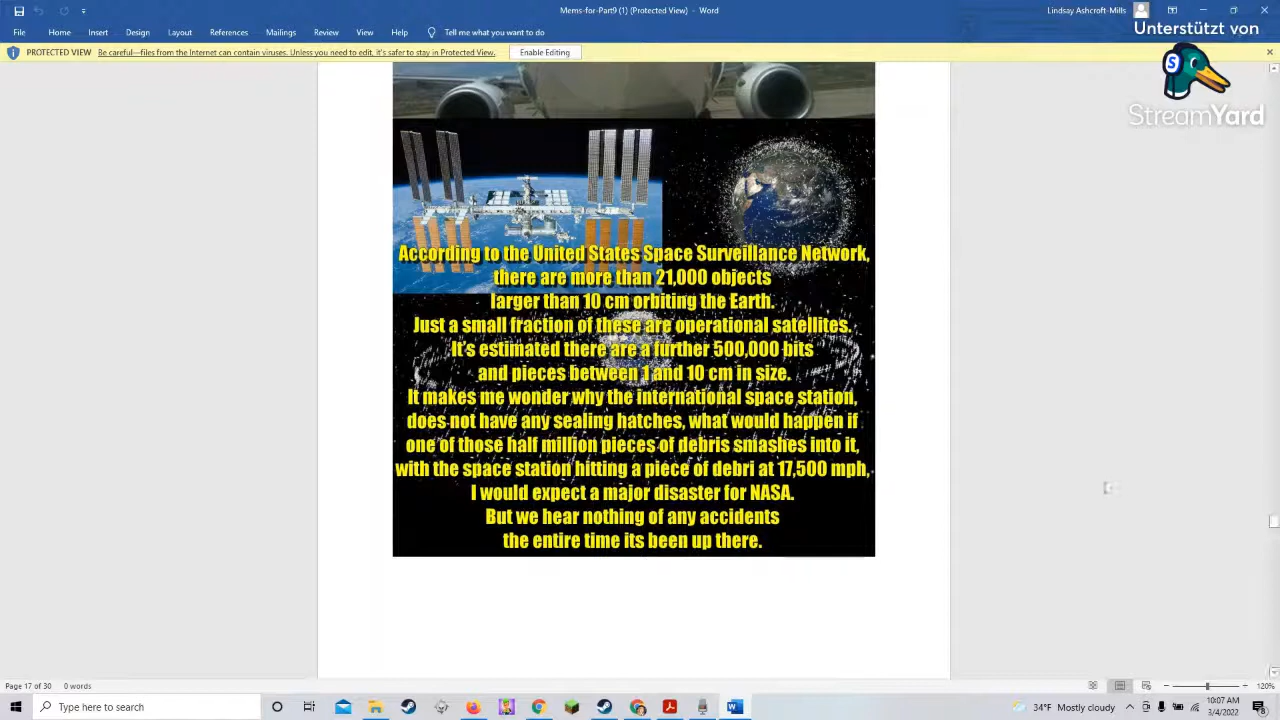 Mems-for-Part9 (1) (Protected View) - Word
Lindsay Ashcroft-Mills
File Home Insert Design Layout References Mailings Review View Help Tell me what you want to do
Unterstützt von
PROTECTED VIEW Be careful—files from the Internet can contain viruses. Unless you need to edit, it's safer to stay in Protected View. Enable Editing
S
StreamYard
According to the United States Space Surveillance Network,
there are more than 21,000 objects
larger than 10 cm orbiting the Earth.
Just a small fraction of these are operational satellites.
It's estimated there are a further 500,000 bits
and pieces between 1 and 10 cm in size.
It makes me wonder why the international space station,
does not have any sealing hatches, what would happen if
one of those half million pieces of debris smashes into it,
with the space station hitting a piece of debri at 17,500 mph,
I would expect a major disaster for NASA.
But we hear nothing of any accidents
the entire time its been up there.
Page 17 of 30 0 words
120%
Type here to search
34°F Mostly cloudy
10:07 AM
3/4/2022